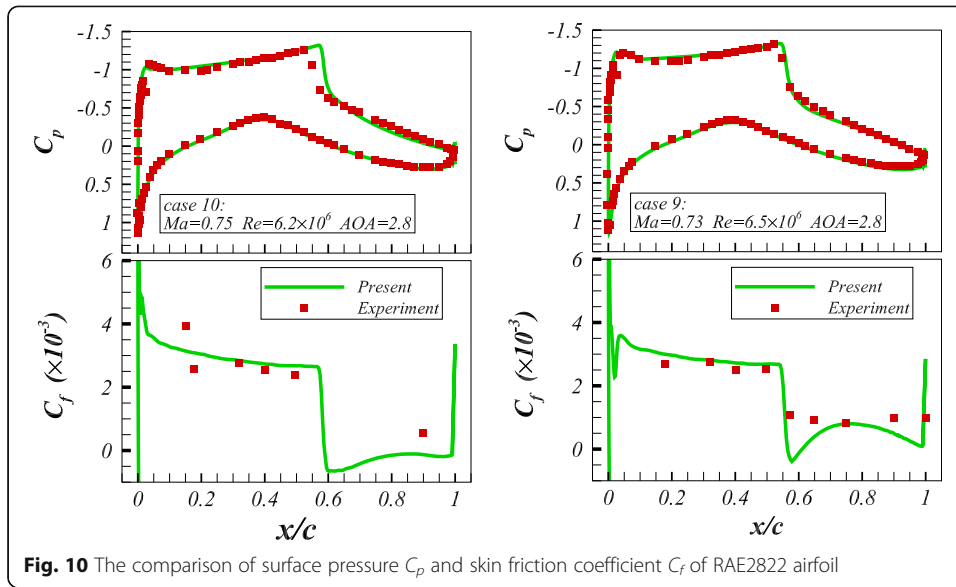 -1.5
-1
-0.5
0
0.5
1
C_p
case 10:
Ma=0.75 Re=6.2×10^6 AOA=2.8
-1.5
-1
-0.5
0
0.5
1
C_p
case 9:
Ma=0.73 Re=6.5×10^6 AOA=2.8
6
4
2
0
C_f (×10^-3)
Present
Experiment
0 0.2 0.4 0.6 0.8 1
x/c
6
4
2
0
C_f (×10^-3)
Present
Experiment
0 0.2 0.4 0.6 0.8 1
x/c
Fig. 10 The comparison of surface pressure C_p and skin friction coefficient C_f of RAE2822 airfoil